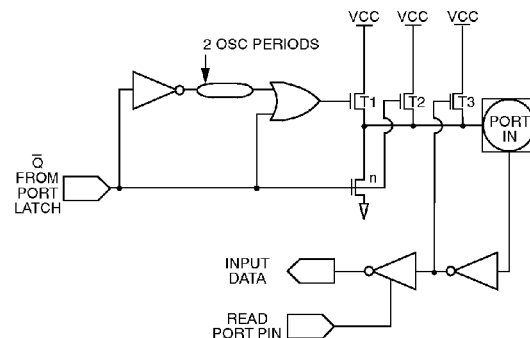 VCC VCC VCC
2 OSC PERIODS
T1 T2 T3
PORT
IN
Q̅
FROM
PORT
LATCH
n
INPUT
DATA
READ
PORT PIN